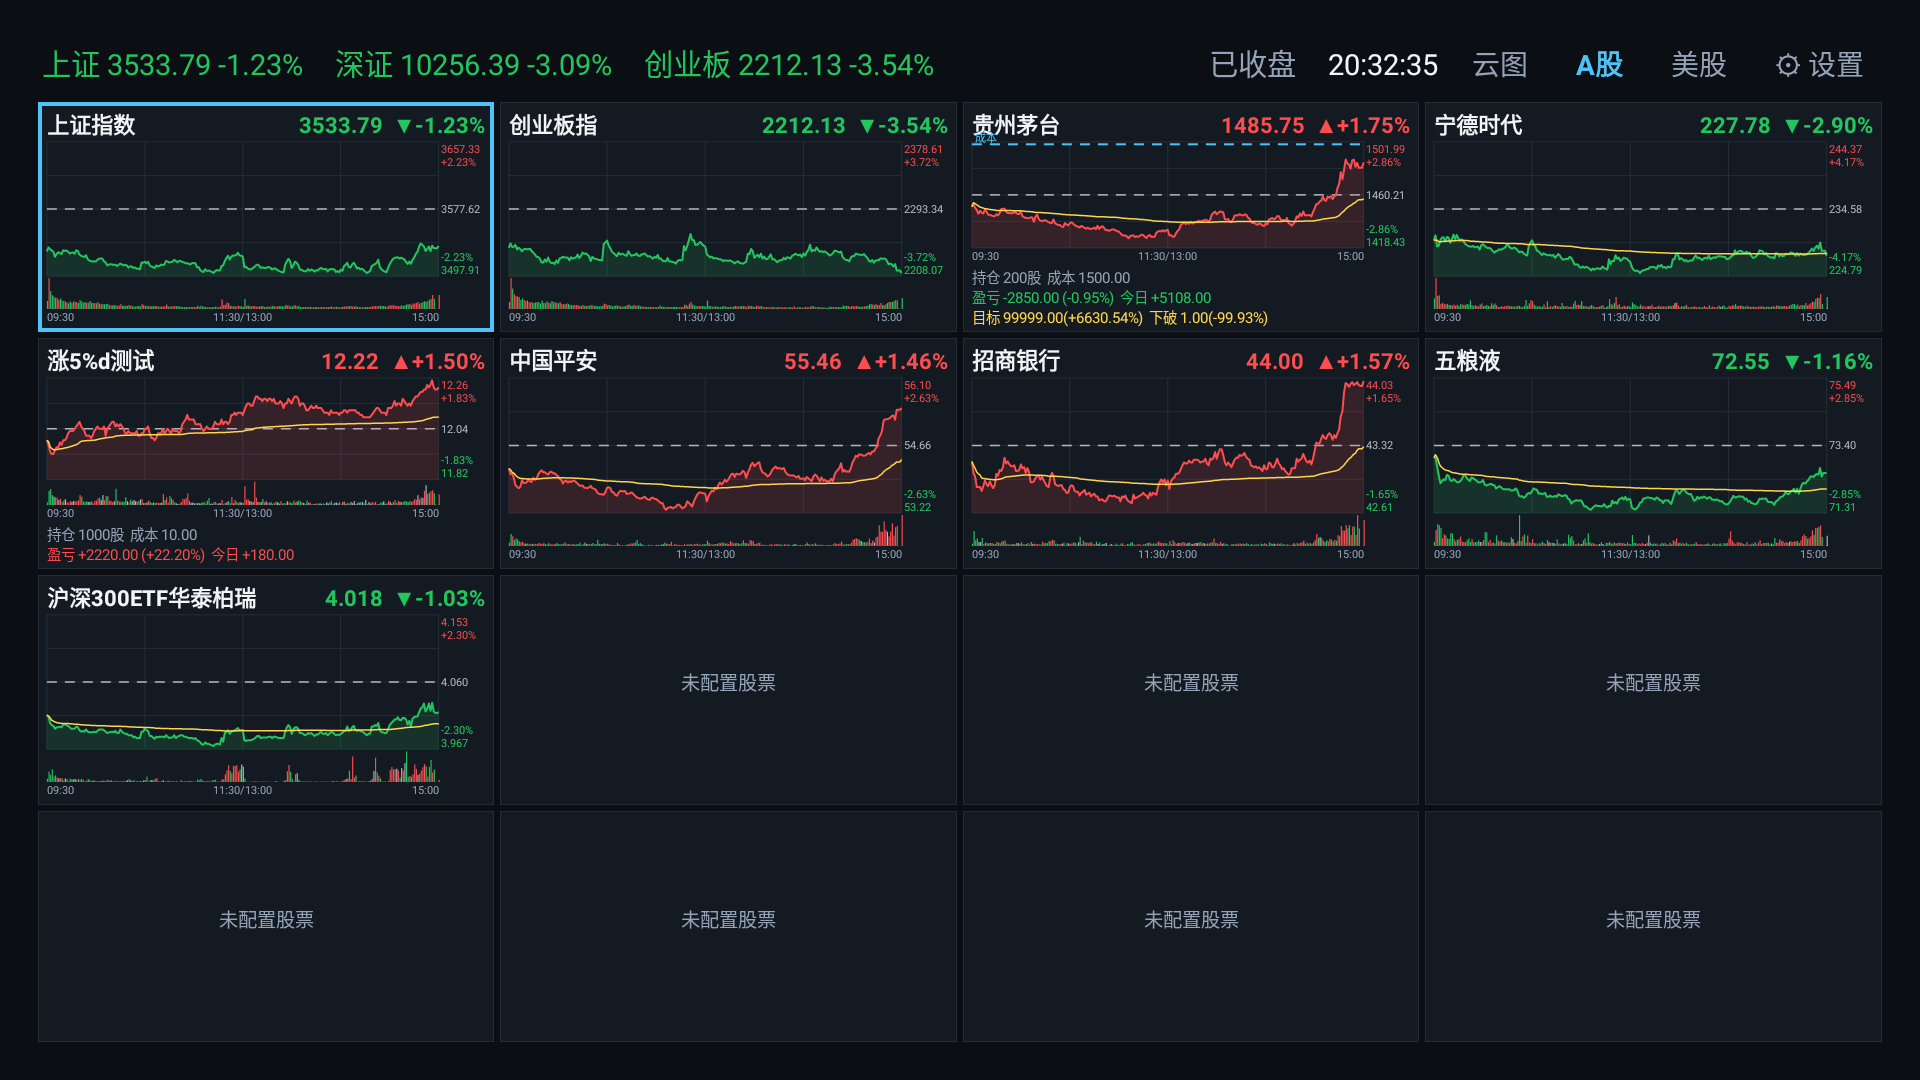 上证 3533.79 -1.23% 深证 10256.39 -3.09% 创业板 2212.13 -3.54% 已收盘 20:32:35 云图 A股 美股 设置
上证指数 3533.79 ▼-1.23%
3657.33
+2.23%
3577.62
-2.23%
3497.91
09:30 11:30/13:00 15:00
创业板指 2212.13 ▼-3.54%
2378.61
+3.72%
2293.34
-3.72%
2208.07
09:30 11:30/13:00 15:00
贵州茅台 1485.75 ▲+1.75%
成本
1501.99
+2.86%
1460.21
-2.86%
1418.43
09:30 11:30/13:00 15:00
持仓 200股 成本 1500.00
盈亏 -2850.00 (-0.95%) 今日 +5108.00
目标 99999.00(+6630.54%) 下破 1.00(-99.93%)
宁德时代 227.78 ▼-2.90%
244.37
+4.17%
234.58
-4.17%
224.79
09:30 11:30/13:00 15:00
涨5%d测试 12.22 ▲+1.50%
12.26
+1.83%
12.04
-1.83%
11.82
09:30 11:30/13:00 15:00
持仓 1000股 成本 10.00
盈亏 +2220.00 (+22.20%) 今日 +180.00
中国平安 55.46 ▲+1.46%
56.10
+2.63%
54.66
-2.63%
53.22
09:30 11:30/13:00 15:00
招商银行 44.00 ▲+1.57%
44.03
+1.65%
43.32
-1.65%
42.61
09:30 11:30/13:00 15:00
五粮液 72.55 ▼-1.16%
75.49
+2.85%
73.40
-2.85%
71.31
09:30 11:30/13:00 15:00
沪深300ETF华泰柏瑞 4.018 ▼-1.03%
4.153
+2.30%
4.060
-2.30%
3.967
09:30 11:30/13:00 15:00
未配置股票
未配置股票
未配置股票
未配置股票
未配置股票
未配置股票
未配置股票